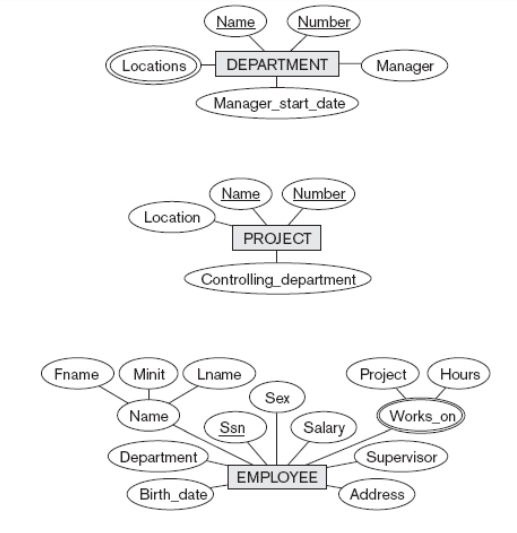 Name Number
Locations DEPARTMENT Manager
Manager_start_date
Name Number
Location
PROJECT
Controlling_department
Fname Minit Lname Project Hours
Sex
Name Works_on
Ssn Salary
Department Supervisor
EMPLOYEE
Birth_date Address